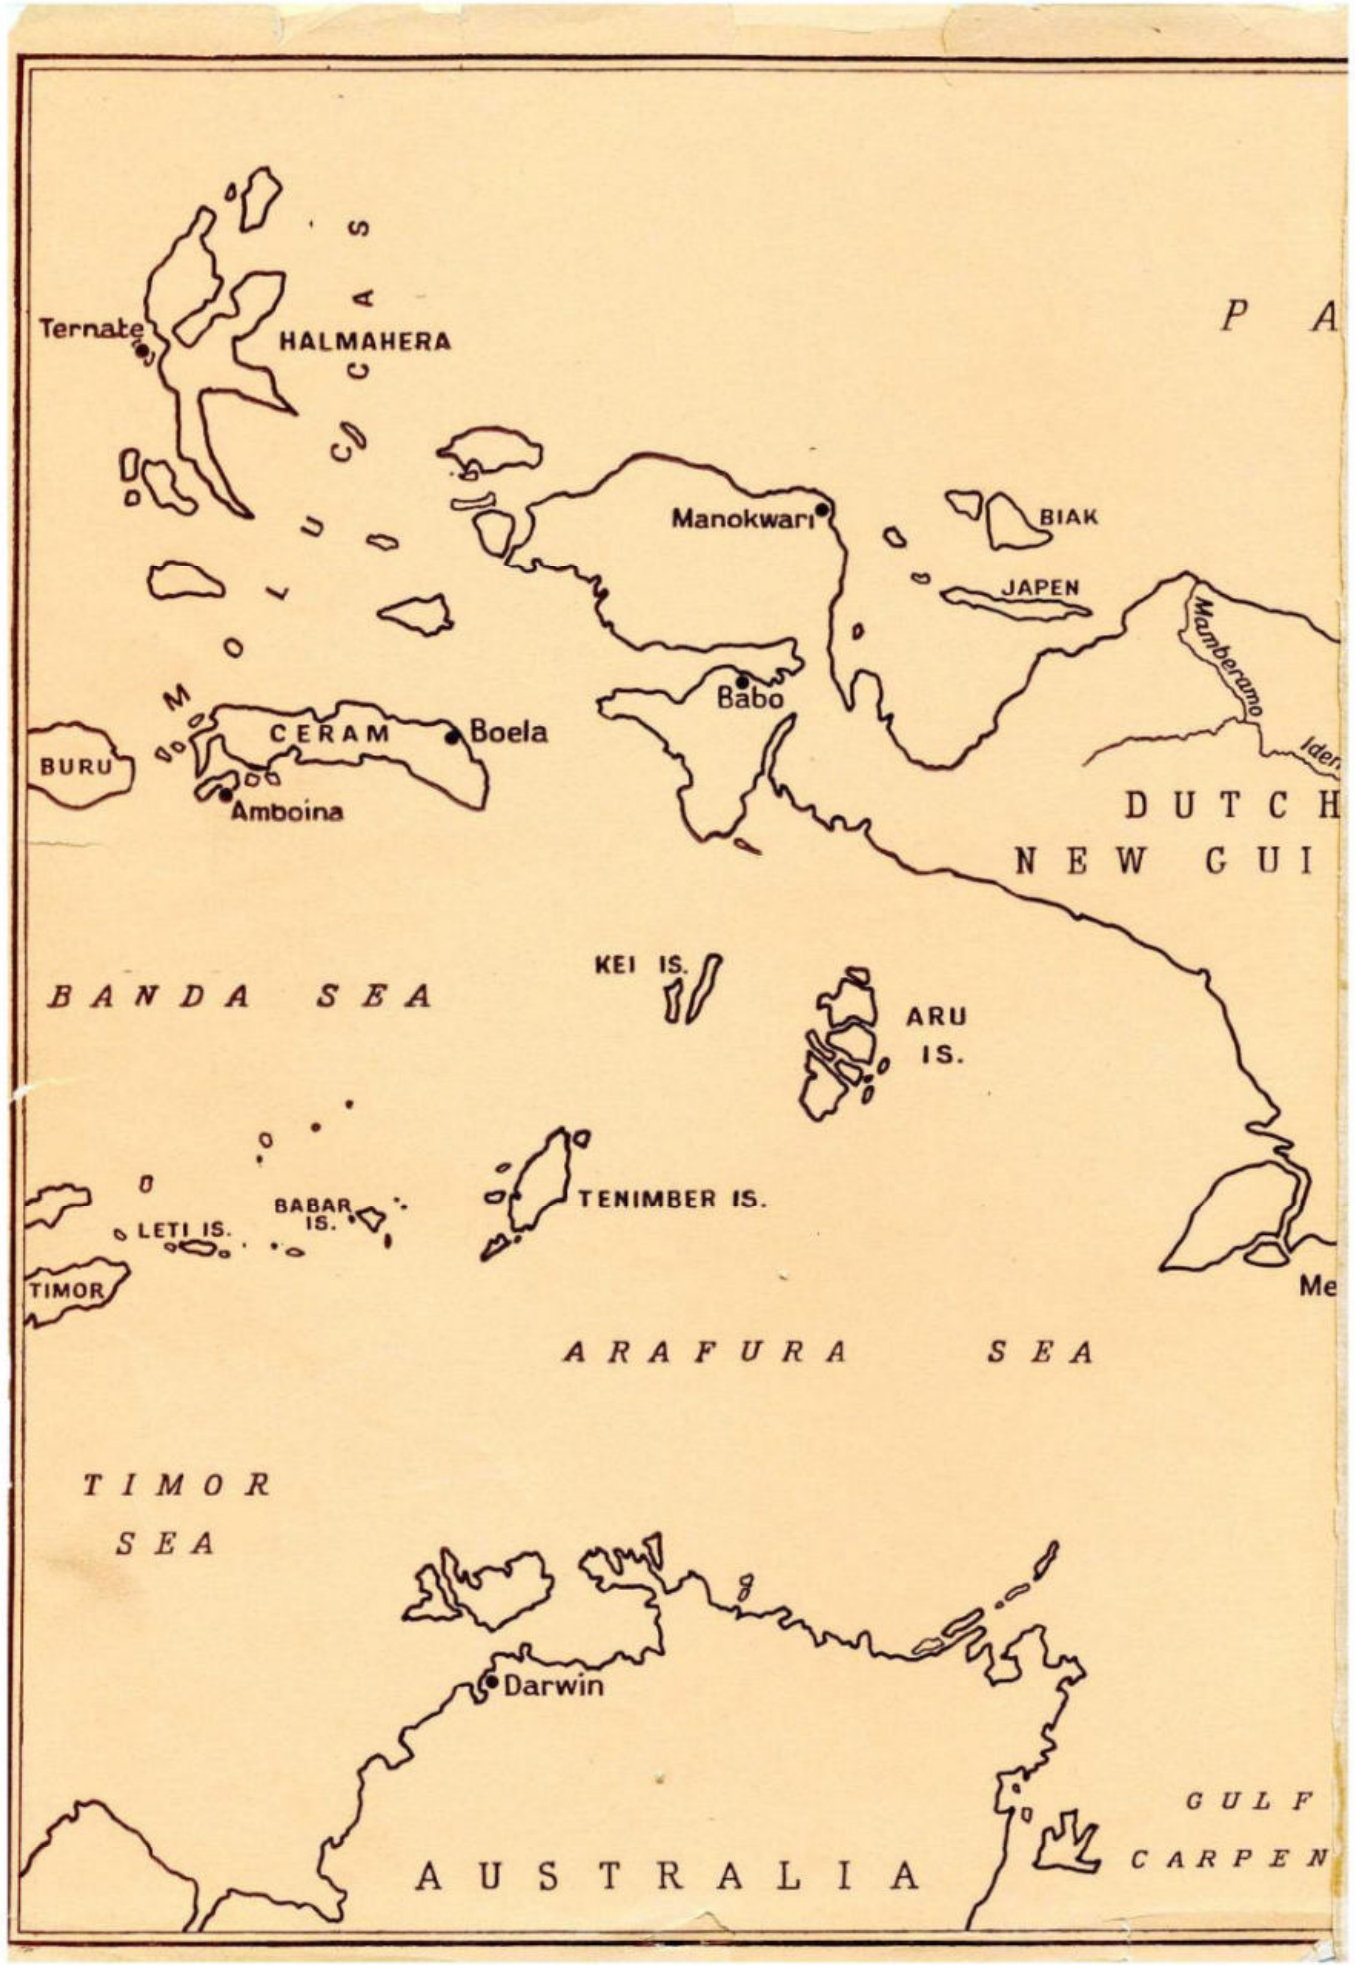 P A
Ternate
HALMAHERA
MOLUCCAS
Manokwari
BIAK
JAPEN
Mamberamo
Babo
CERAM
Boela
BURU
Iden
Amboina
DUTCH
NEW GUI
KEI IS.
BANDA SEA
ARU
IS.
TENIMBER IS.
BABAR
IS.
LETI IS.
TIMOR
Me
ARAFURA SEA
TIMOR
SEA
Darwin
GULF
CARPEN
AUSTRALIA